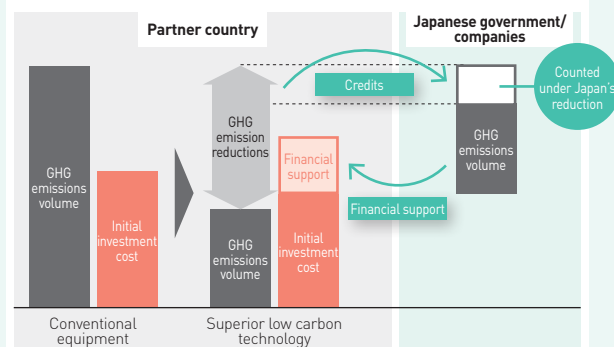 Partner country
Japanese government/
companies
Credits
Counted
under Japan's
reduction
GHG
emission
reductions
GHG
emissions
volume
Financial
support
GHG
emissions
volume
Financial support
Initial
investment
cost
GHG
emissions
volume
Initial
investment
cost
Conventional
equipment
Superior low carbon
technology